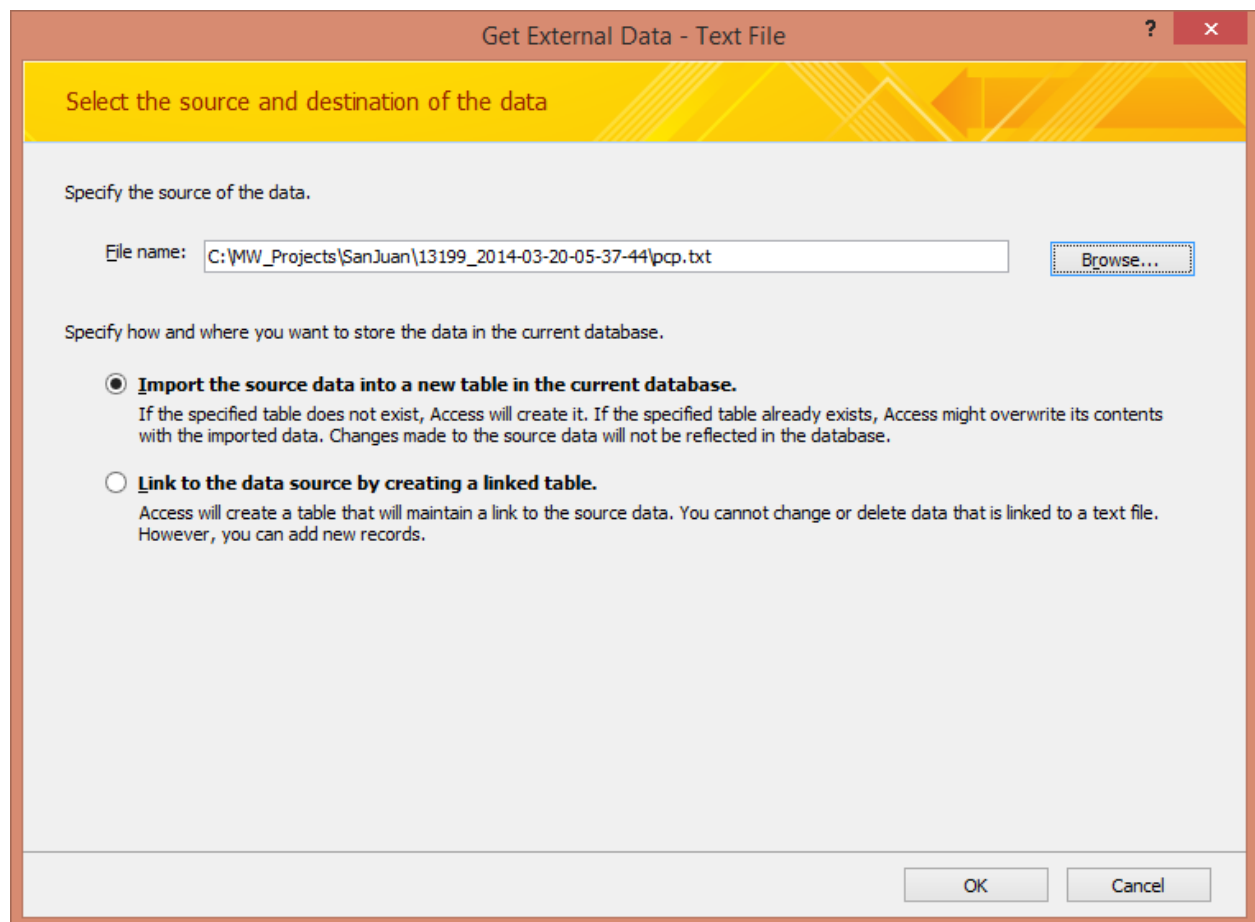 Get External Data - Text File
?
Select the source and destination of the data
Specify the source of the data.
File name: C:\MW_Projects\SanJuan\13199_2014-03-20-05-37-44\pcp.txt Browse...
Specify how and where you want to store the data in the current database.
Import the source data into a new table in the current database.
If the specified table does not exist, Access will create it. If the specified table already exists, Access might overwrite its contents
with the imported data. Changes made to the source data will not be reflected in the database.
Link to the data source by creating a linked table.
Access will create a table that will maintain a link to the source data. You cannot change or delete data that is linked to a text file.
However, you can add new records.
OK Cancel